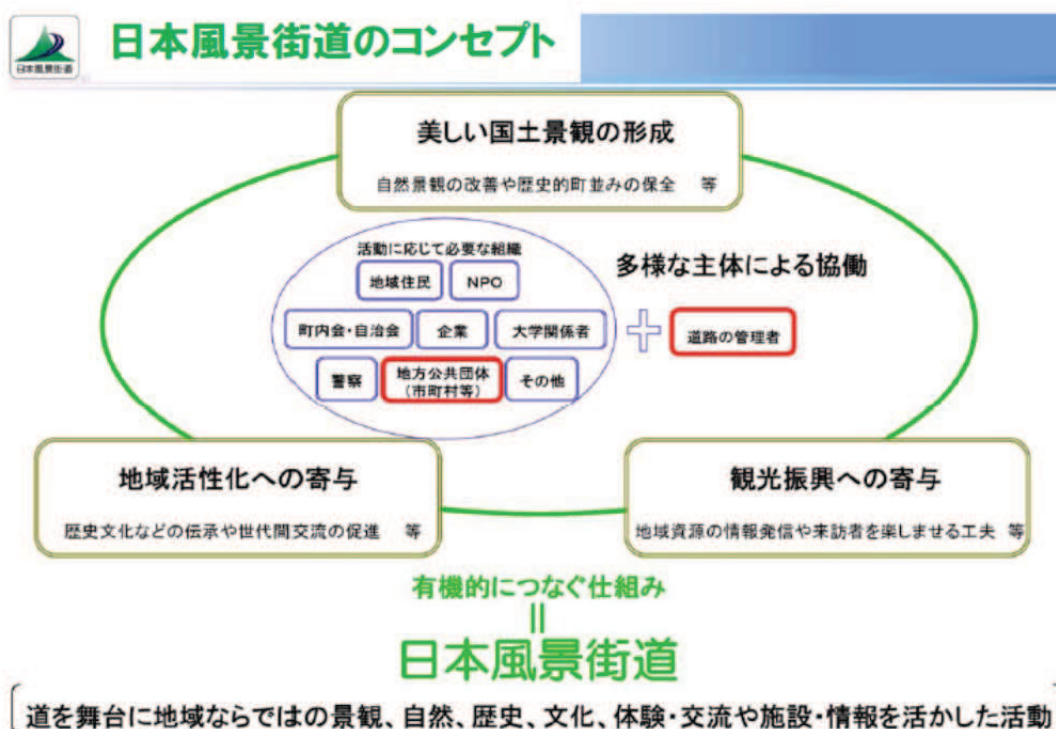 日本風景街道
日本風景街道のコンセプト
美しい国土景観の形成
自然景観の改善や歴史的町並みの保全 等
活動に応じて必要な組織
地域住民 NPO
町内会・自治会 企業 大学関係者
警察 地方公共団体 その他
(市町村等)
多様な主体による協働
道路の管理者
地域活性化への寄与
歴史文化などの伝承や世代間交流の促進 等
観光振興への寄与
地域資源の情報発信や来訪者を楽しませる工夫 等
有機的につなぐ仕組み
||
日本風景街道
道を舞台に地域ならではの景観、自然、歴史、文化、体験・交流や施設・情報を活かした活動